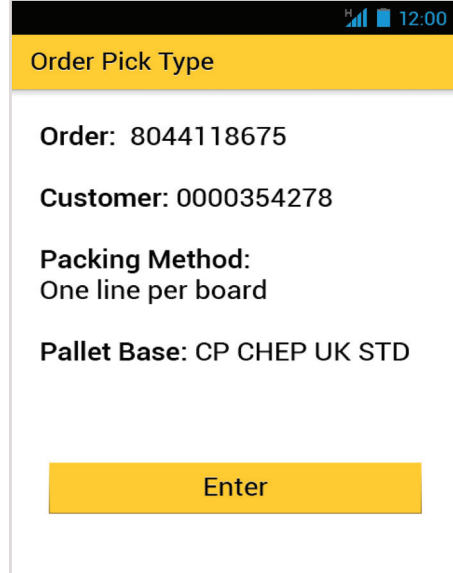 H 12:00
Order Pick Type
Order: 8044118675
Customer: 0000354278
Packing Method:
One line per board
Pallet Base: CP CHEP UK STD
Enter